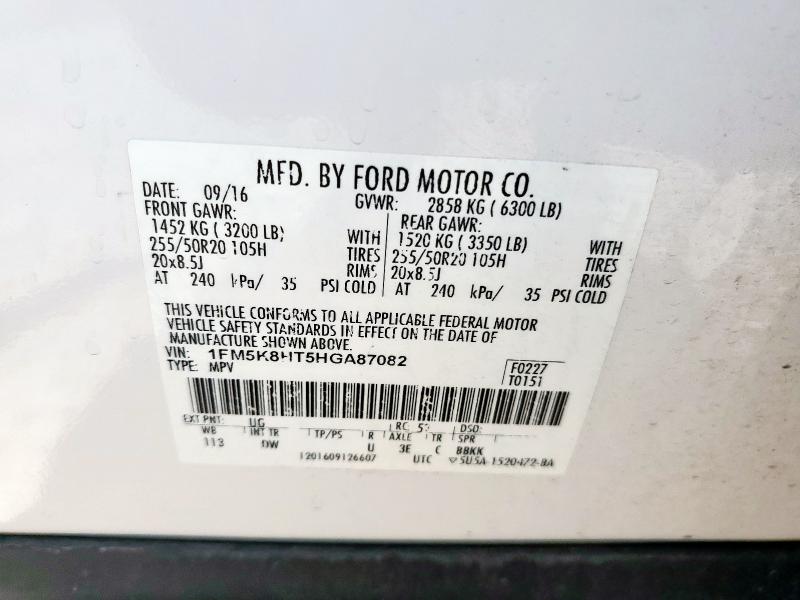 MFD. BY FORD MOTOR CO.
DATE: 09/16 GVWR: 2858 KG ( 6300 LB)
FRONT GAWR: REAR GAWR:
1452 KG ( 3200 LB) WITH 1520 KG ( 3350 LB) WITH
255/50R20 105H TIRES 255/50R20 105H TIRES
20x8.5J RIMS 20x8.5J RIMS
AT 240 kPa/ 35 PSI COLD AT 240 kPa/ 35 PSI COLD
THIS VEHICLE CONFORMS TO ALL APPLICABLE FEDERAL MOTOR
VEHICLE SAFETY STANDARDS IN EFFECT ON THE DATE OF
MANUFACTURE SHOWN ABOVE.
VIN: 1FM5K8HT5HGA87082 F0227
TYPE: MPV T0151
EXT PNT: UG RC: 53 DSO:
WB INT TR TP/PS R AXLE TR SPR
113 DW U 3E C BBKK
1201609126607 UTC 5U5A-1520472-BA